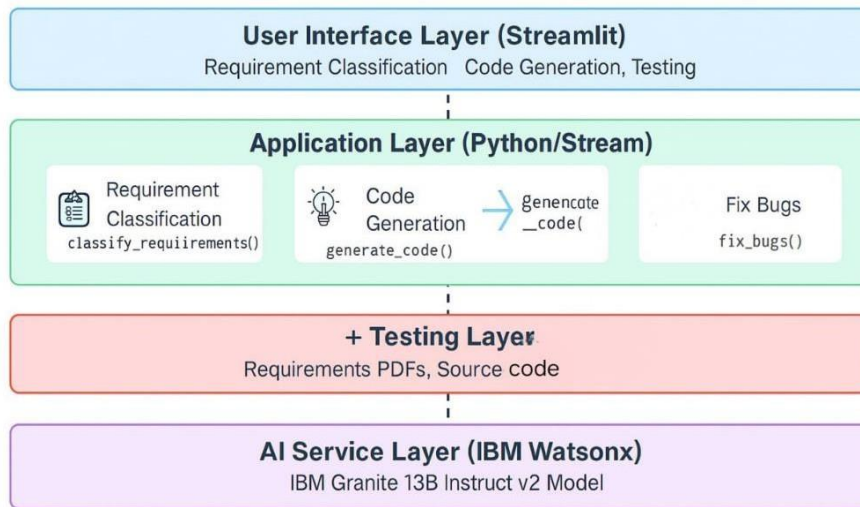 User Interface Layer (Streamlit)
Requirement Classification Code Generation, Testing
Application Layer (Python/Stream)
Requirement
Classification
classify_requiirements()
Code
Generation
generate_code()
genencate
__code(
Fix Bugs
fix_bugs()
+ Testing Layer
Requirements PDFs, Source code
AI Service Layer (IBM Watsonx)
IBM Granite 13B Instruct v2 Model